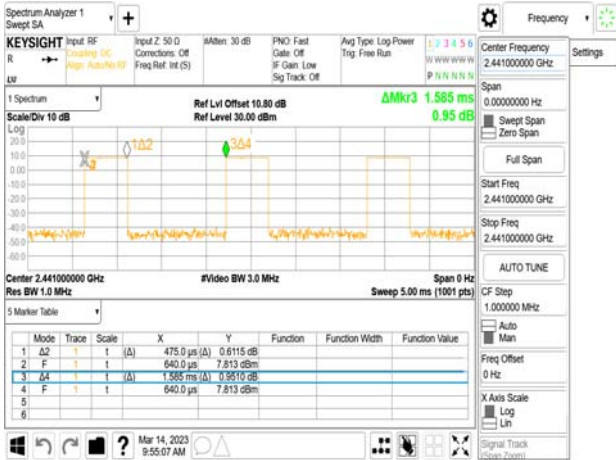 Spectrum Analyzer 1
Swept SA
+
Frequency
KEYSIGHT Input: RF Input Z: 50 Ω #Atten: 30 dB PNO: Fast Avg Type: Log-Power 1 2 3 4 5 6
R Coupling: DC Corrections: Off Gate: Off Trig: Free Run W W W W W W
Align: Auto/No RF Freq Ref: Int (S) IF Gain: Low P N N N N N
Sig Track: Off
LXI
1 Spectrum
Scale/Div 10 dB
Ref Lvl Offset 10.80 dB
Ref Level 30.00 dBm
ΔMkr3 1.585 ms
0.95 dB
Log
20.0
10.0
0.00
-10.0
-20.0
-30.0
-40.0
-50.0
-60.0
1Δ2
3Δ4
Center 2.441000000 GHz #Video BW 3.0 MHz Span 0 Hz
Res BW 1.0 MHz Sweep 5.00 ms (1001 pts)
5 Marker Table
Mode Trace Scale X Y Function Function Width Function Value
1 Δ2 1 t (Δ) 475.0 µs (Δ) 0.6115 dB
2 F 1 t 640.0 µs 7.813 dBm
3 Δ4 1 t (Δ) 1.585 ms (Δ) 0.9510 dB
4 F 1 t 640.0 µs 7.813 dBm
5
6
?
Mar 14, 2023
9:55:07 AM
Center Frequency
2.441000000 GHz
Settings
Span
0.00000000 Hz
Swept Span
Zero Span
Full Span
Start Freq
2.441000000 GHz
Stop Freq
2.441000000 GHz
AUTO TUNE
CF Step
1.000000 MHz
Auto
Man
Freq Offset
0 Hz
X Axis Scale
Log
Lin
Signal Track
(Span Zoom)